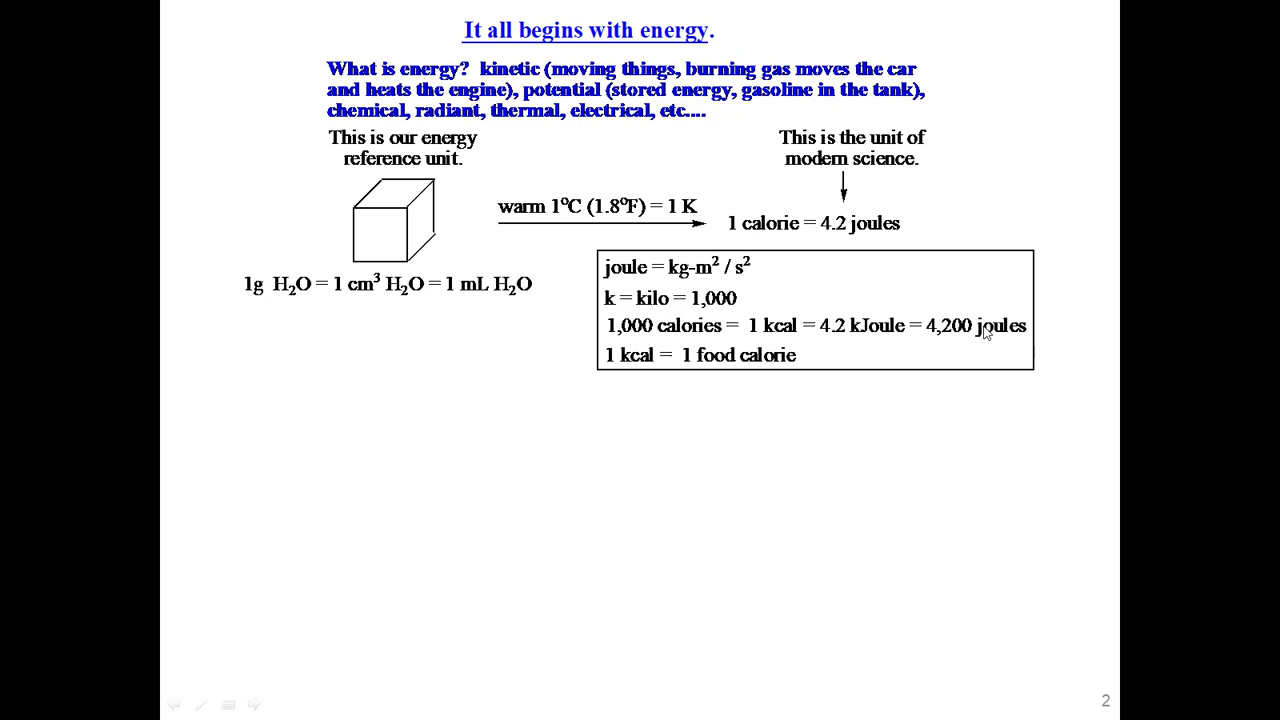 It all begins with energy.
What is energy? kinetic (moving things, burning gas moves the car
and heats the engine), potential (stored energy, gasoline in the tank),
chemical, radiant, thermal, electrical, etc....
This is our energy
reference unit.
This is the unit of
modern science.
warm 1⁰C (1.8⁰F) = 1 K
1 calorie = 4.2 joules
1g H₂O = 1 cm³ H₂O = 1 mL H₂O
joule = kg-m² / s²
k = kilo = 1,000
1,000 calories = 1 kcal = 4.2 kJoule = 4,200 joules
1 kcal = 1 food calorie
2